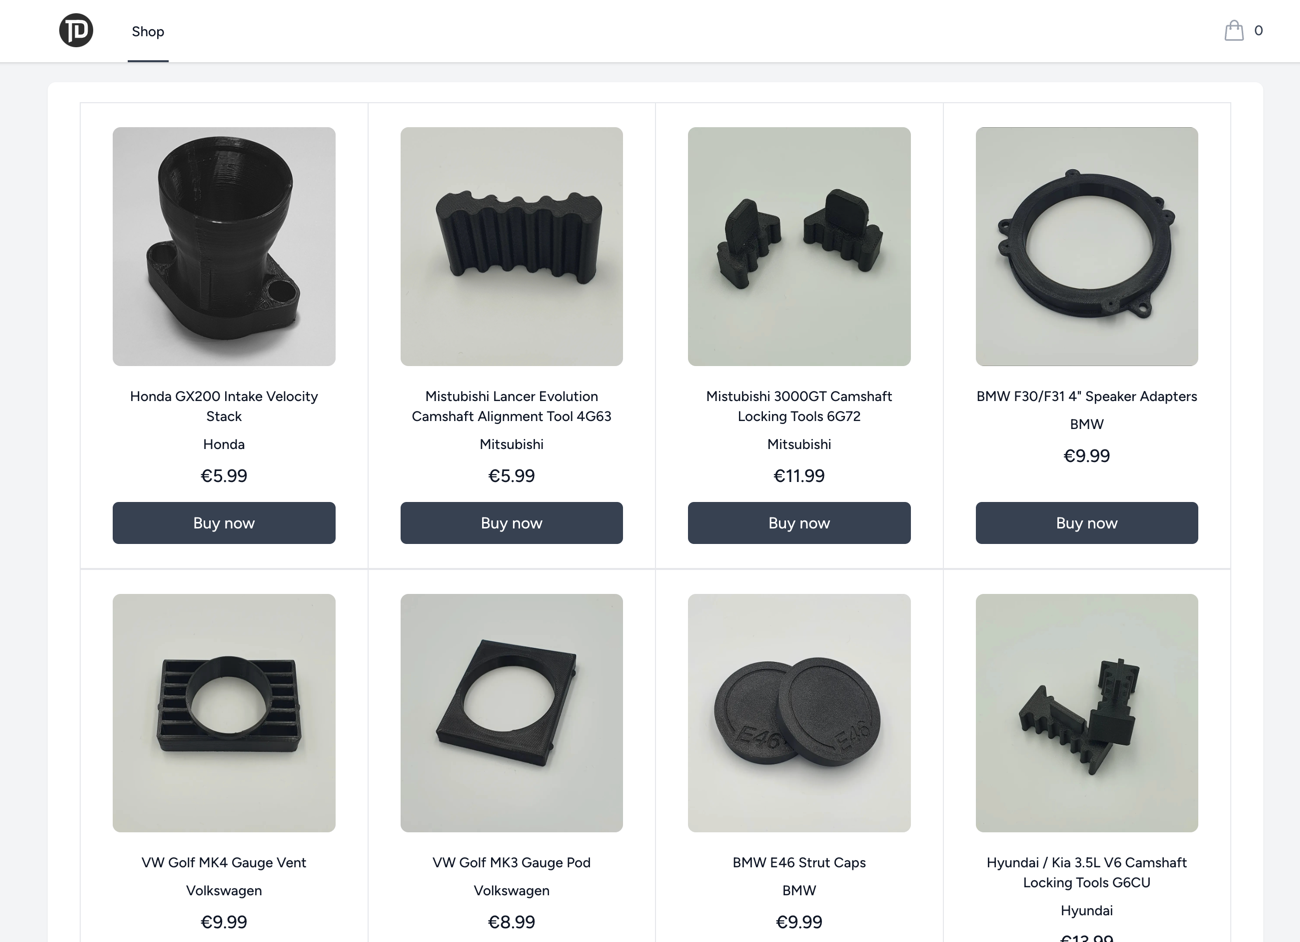 TD
Shop
0
Honda GX200 Intake Velocity
Stack
Honda
€5.99
Buy now
Mistubishi Lancer Evolution
Camshaft Alignment Tool 4G63
Mitsubishi
€5.99
Buy now
Mistubishi 3000GT Camshaft
Locking Tools 6G72
Mitsubishi
€11.99
Buy now
BMW F30/F31 4" Speaker Adapters
BMW
€9.99
Buy now
VW Golf MK4 Gauge Vent
Volkswagen
€9.99
VW Golf MK3 Gauge Pod
Volkswagen
€8.99
E46
E46
BMW E46 Strut Caps
BMW
€9.99
Hyundai / Kia 3.5L V6 Camshaft
Locking Tools G6CU
Hyundai
€13.99